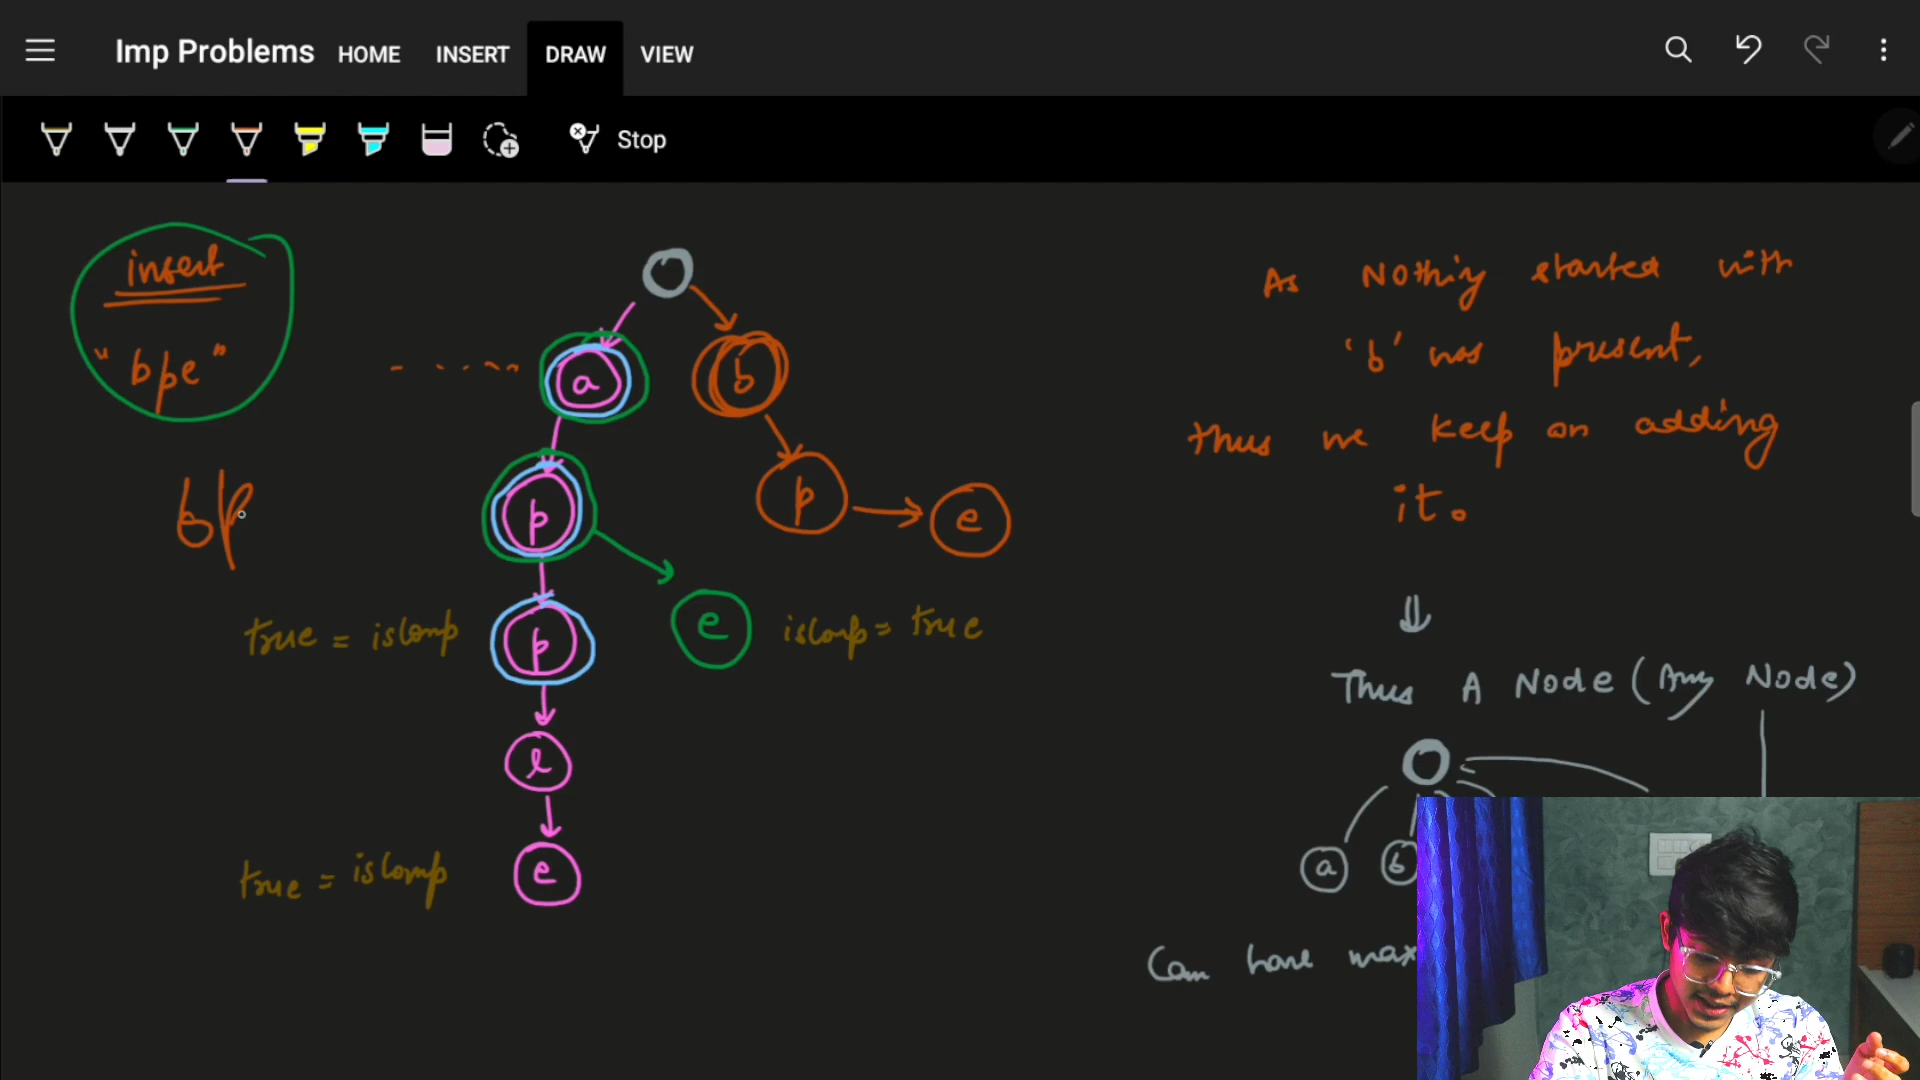 Imp Problems HOME INSERT DRAW VIEW
Stop
insert
"bpe"
bp
a
b
p
p
e
true = iscomp
p
e
iscomp = true
l
true = iscomp
e
As Nothing started with
'b' was present,
thus we keep on adding
it.
Thus A Node (Any Node)
a b
Can have max